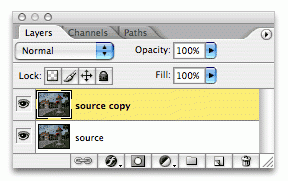 Layers Channels Paths
Normal Opacity: 100%
Lock: Fill: 100%
source copy
source